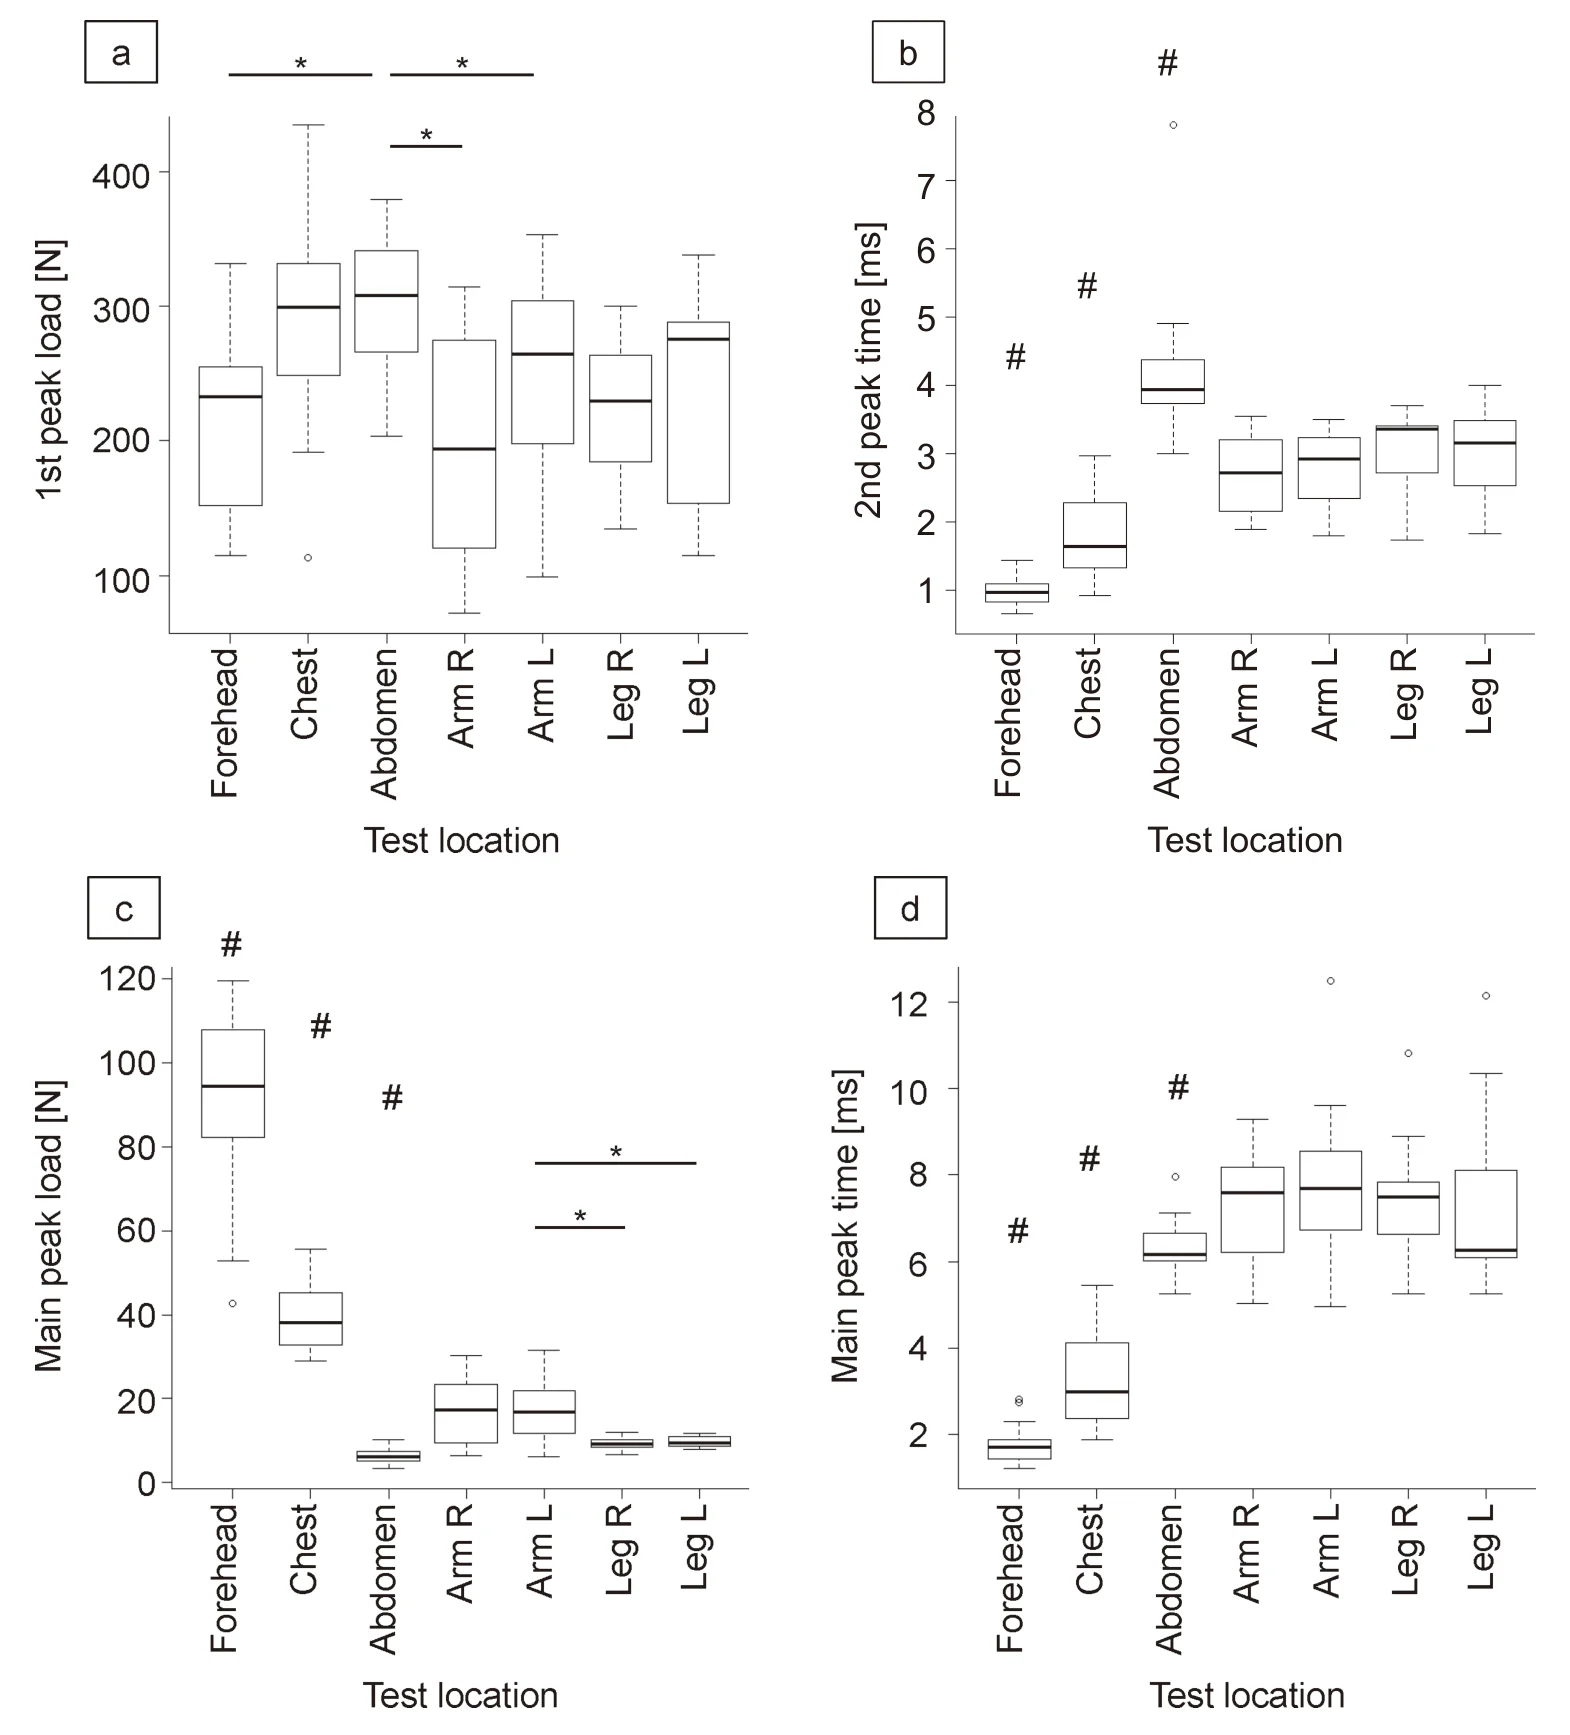 a
*
*
*
1st peak load [N]
400
300
200
100
Forehead
Chest
Abdomen
Arm R
Arm L
Leg R
Leg L
Test location
b
#
#
#
2nd peak time [ms]
8
7
6
5
4
3
2
1
Forehead
Chest
Abdomen
Arm R
Arm L
Leg R
Leg L
Test location
c
#
#
#
*
*
Main peak load [N]
120
100
80
60
40
20
0
Forehead
Chest
Abdomen
Arm R
Arm L
Leg R
Leg L
Test location
d
#
#
#
Main peak time [ms]
12
10
8
6
4
2
Forehead
Chest
Abdomen
Arm R
Arm L
Leg R
Leg L
Test location